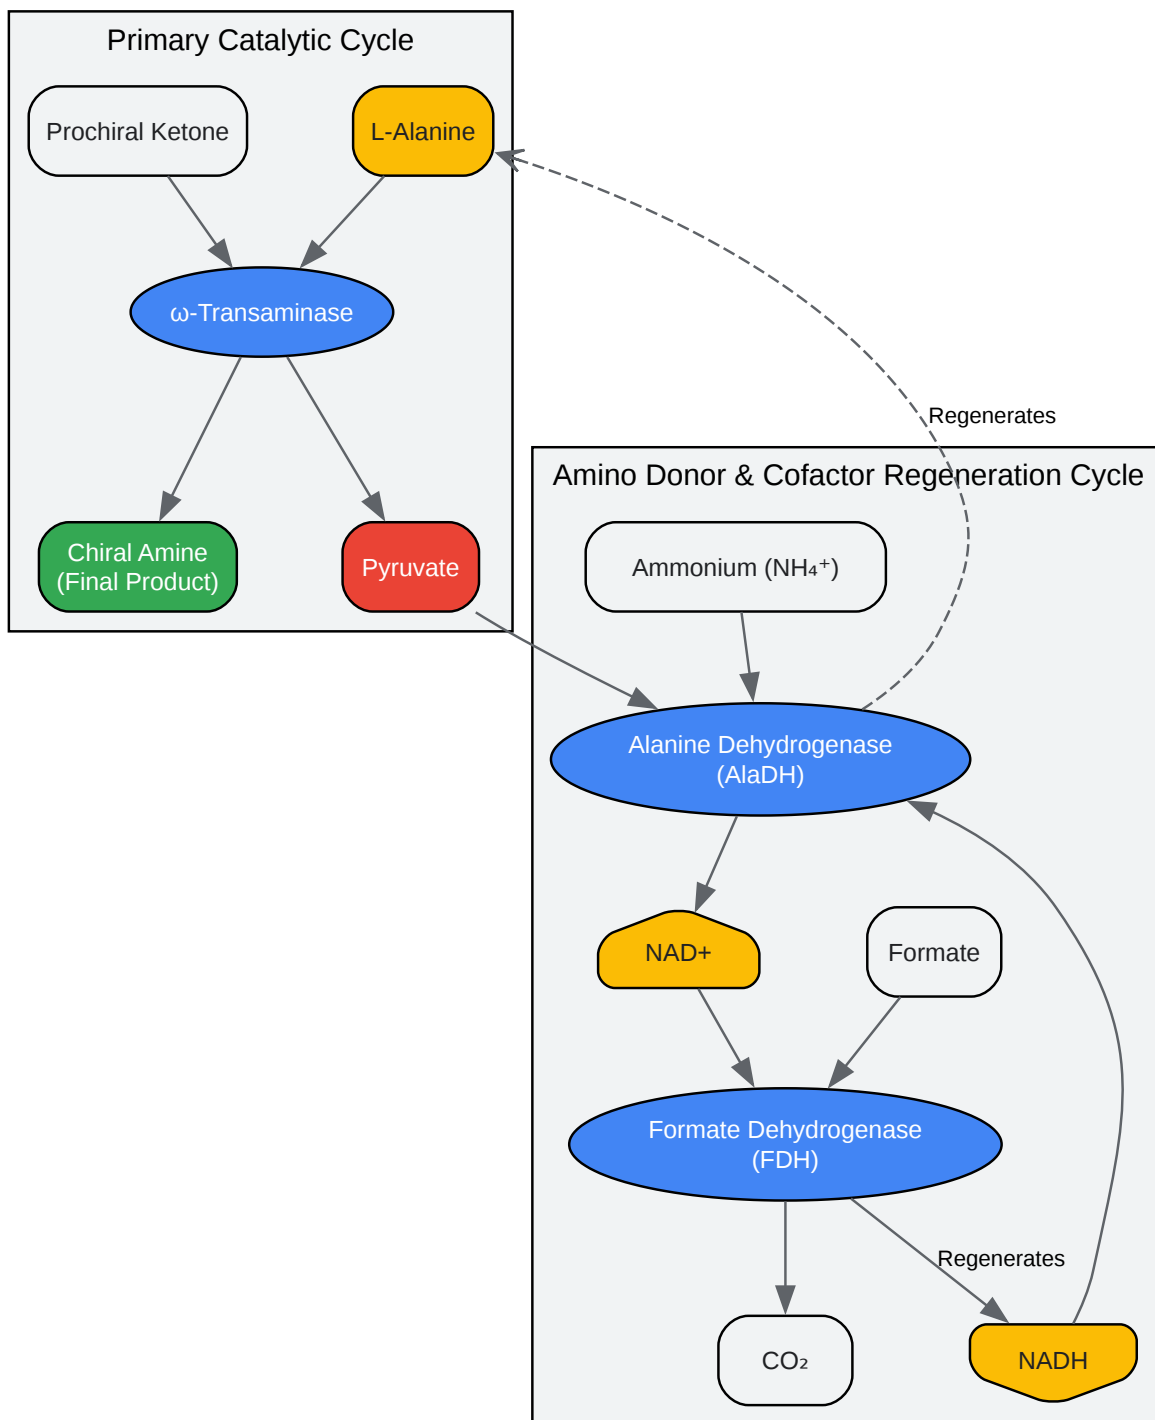 Primary Catalytic Cycle
Prochiral Ketone
L-Alanine
ω-Transaminase
Chiral Amine
(Final Product)
Pyruvate
Regenerates
Amino Donor & Cofactor Regeneration Cycle
Ammonium (NH₄⁺)
Alanine Dehydrogenase
(AlaDH)
NAD+
Formate
Formate Dehydrogenase
(FDH)
Regenerates
CO₂
NADH